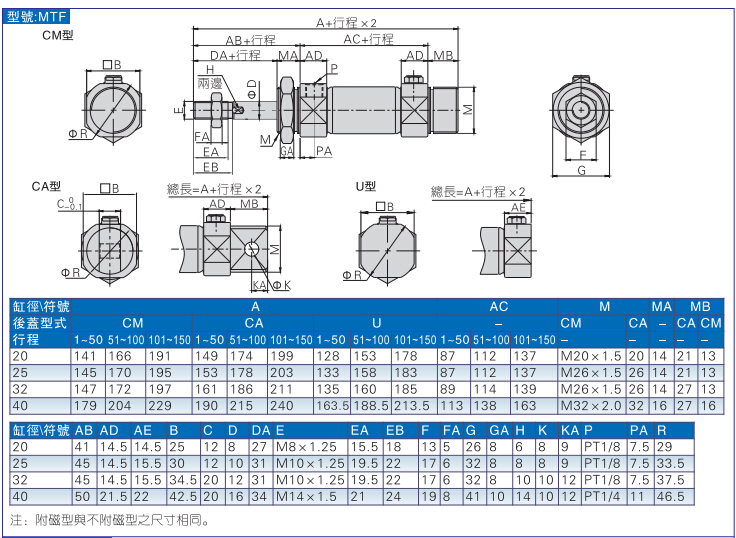 型號:MTF
CM型
A+行程×2
AB+行程 AC+行程
DA+行程 MA AD AD MB
□B
H
兩邊
ΦD
P
E
M
ΦR
FA
EA
EB
M
GA
PA
F
G
CA型
□B
C-0.1 0
ΦR
總長=A+行程×2
AD MB
M
KA ΦK
U型
□B
ΦR
總長=A+行程×2
AE
缸徑\符號 A AC M MA MB
後蓋型式 CM CA U – CM CA – CA CM
行程 1~50 51~100 101~150 1~50 51~100 101~150 1~50 51~100 101~150 1~50 51~100 101~150 – – – – –
20 141 166 191 149 174 199 128 153 178 87 112 137 M20×1.5 20 14 21 13
25 145 170 195 153 178 203 133 158 183 87 112 137 M26×1.5 26 14 21 13
32 147 172 197 161 186 211 135 160 185 89 114 139 M26×1.5 26 14 27 13
40 179 204 229 190 215 240 163.5 188.5 213.5 113 138 163 M32×2.0 32 16 27 16
缸徑\符號 AB AD AE B C D DA E EA EB F FA G GA H K KA P PA R
20 41 14.5 14.5 25 12 8 27 M8×1.25 15.5 18 13 5 26 8 6 8 9 PT1/8 7.5 29
25 45 14.5 15.5 30 12 10 31 M10×1.25 19.5 22 17 6 32 8 8 8 9 PT1/8 7.5 33.5
32 45 14.5 15.5 34.5 20 12 31 M10×1.25 19.5 22 17 6 32 8 10 10 12 PT1/8 7.5 37.5
40 50 21.5 22 42.5 20 16 34 M14×1.5 21 24 19 8 41 10 14 10 12 PT1/4 11 46.5
注: 附磁型與不附磁型之尺寸相同。